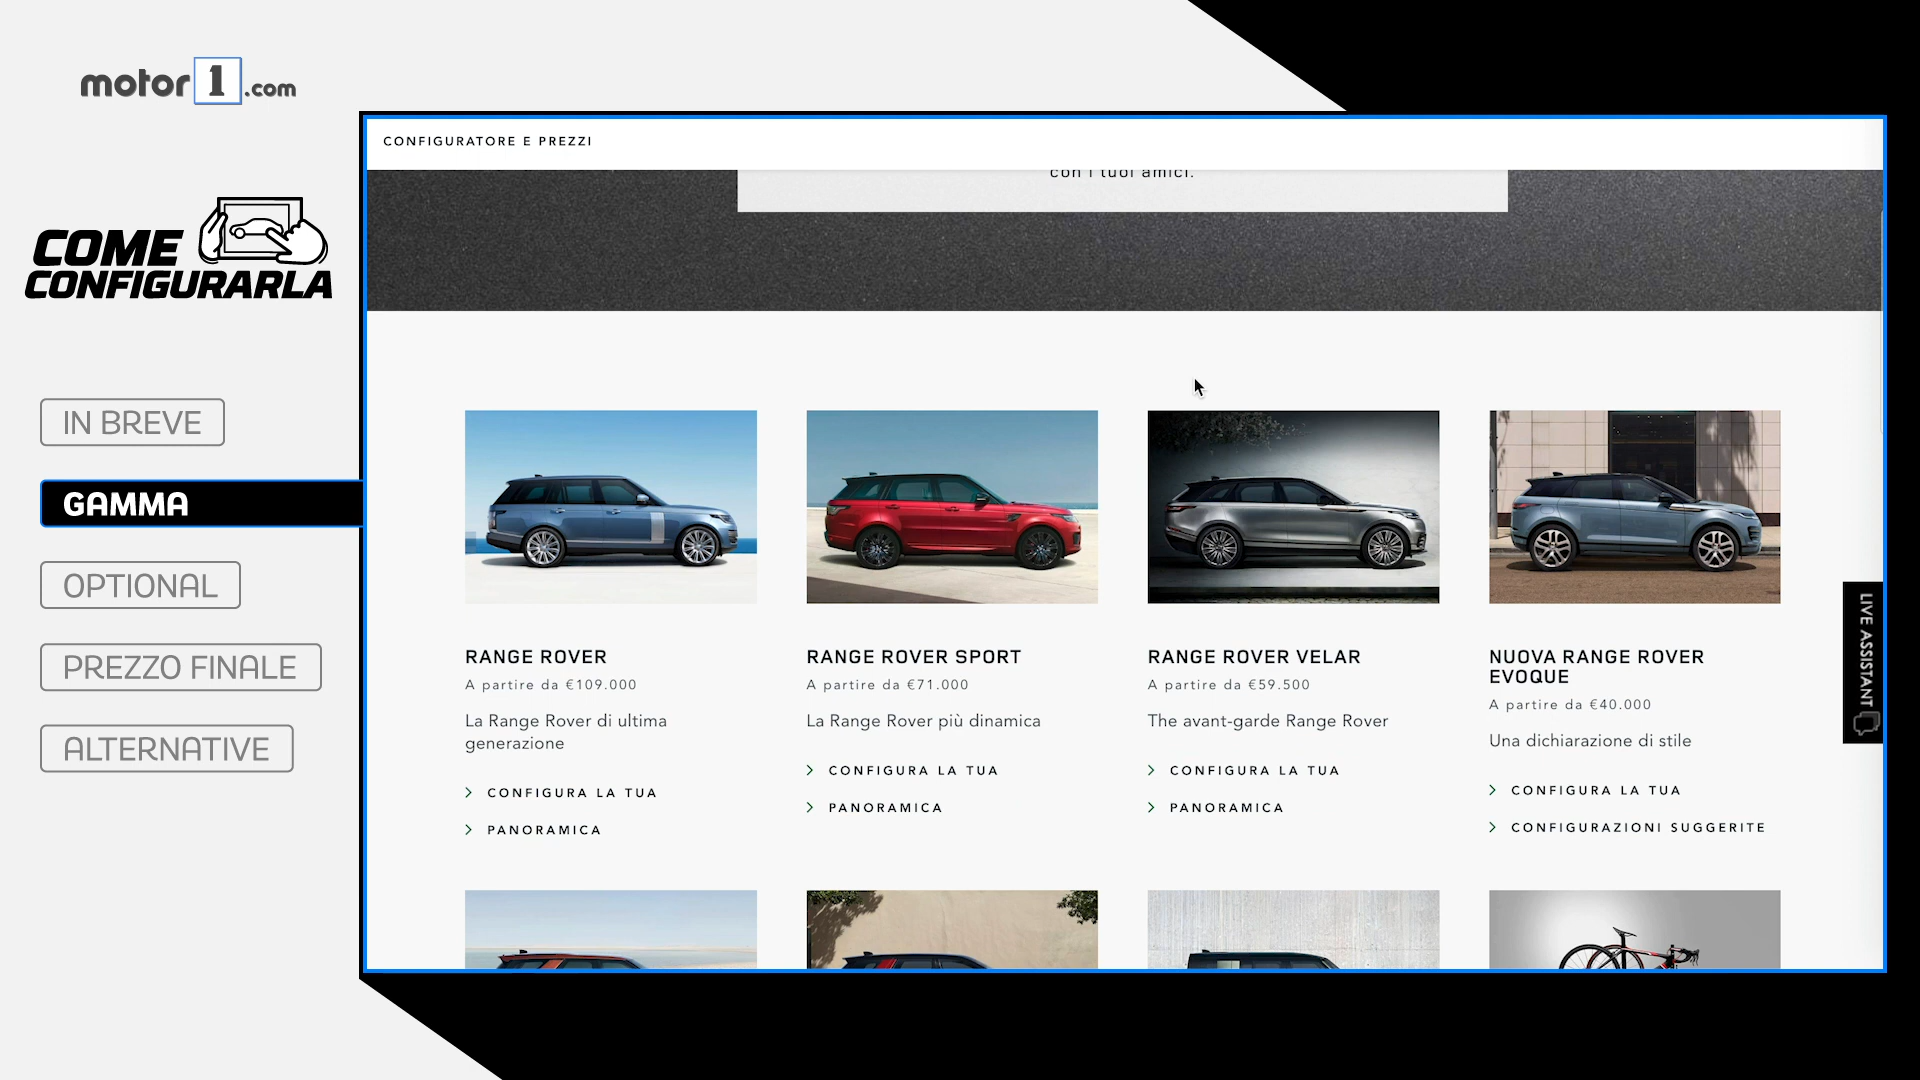 motor1.com
COME
CONFIGURARLA
IN BREVE
GAMMA
OPTIONAL
PREZZO FINALE
ALTERNATIVE
CONFIGURATORE E PREZZI
con i tuoi amici.
RANGE ROVER
A partire da €109.000
La Range Rover di ultima
generazione
CONFIGURA LA TUA
PANORAMICA
RANGE ROVER SPORT
A partire da €71.000
La Range Rover più dinamica
CONFIGURA LA TUA
PANORAMICA
RANGE ROVER VELAR
A partire da €59.500
The avant-garde Range Rover
CONFIGURA LA TUA
PANORAMICA
NUOVA RANGE ROVER
EVOQUE
A partire da €40.000
Una dichiarazione di stile
CONFIGURA LA TUA
CONFIGURAZIONI SUGGERITE
LIVE ASSISTANT